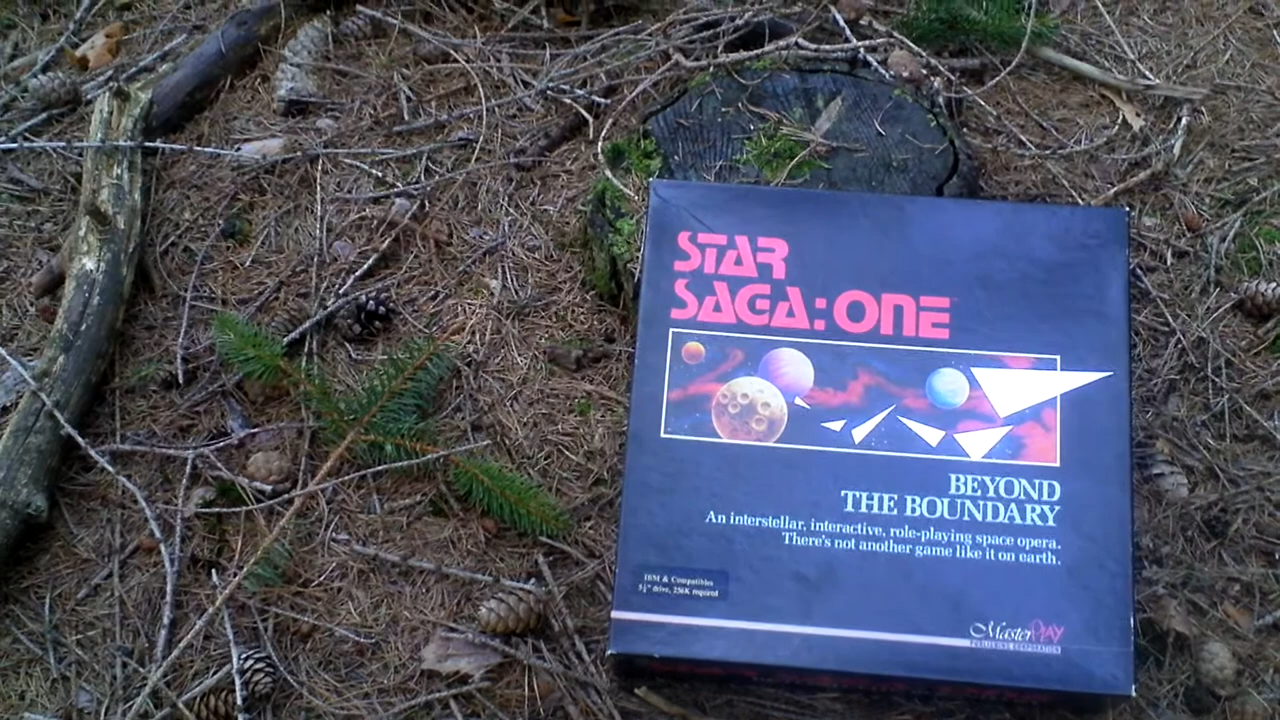 STAR
SAGA:ONE
BEYOND
THE BOUNDARY
An interstellar, interactive, role-playing space opera.
There's not another game like it on earth.
IBM & Compatibles
5¼" drive, 256K required
MasterPLAY
PUBLISHING CORPORATION